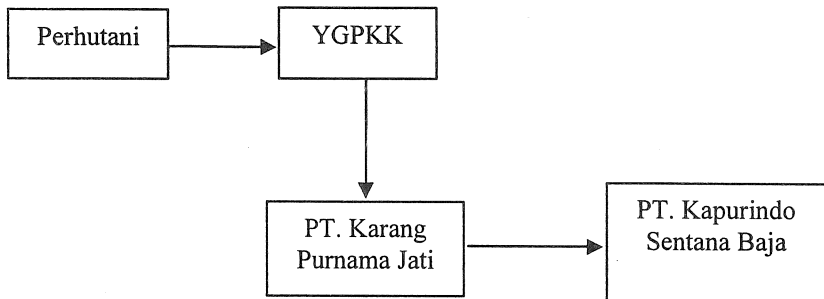 Perhutani
YGPKK
PT. Karang
Purnama Jati
PT. Kapurindo
Sentana Baja